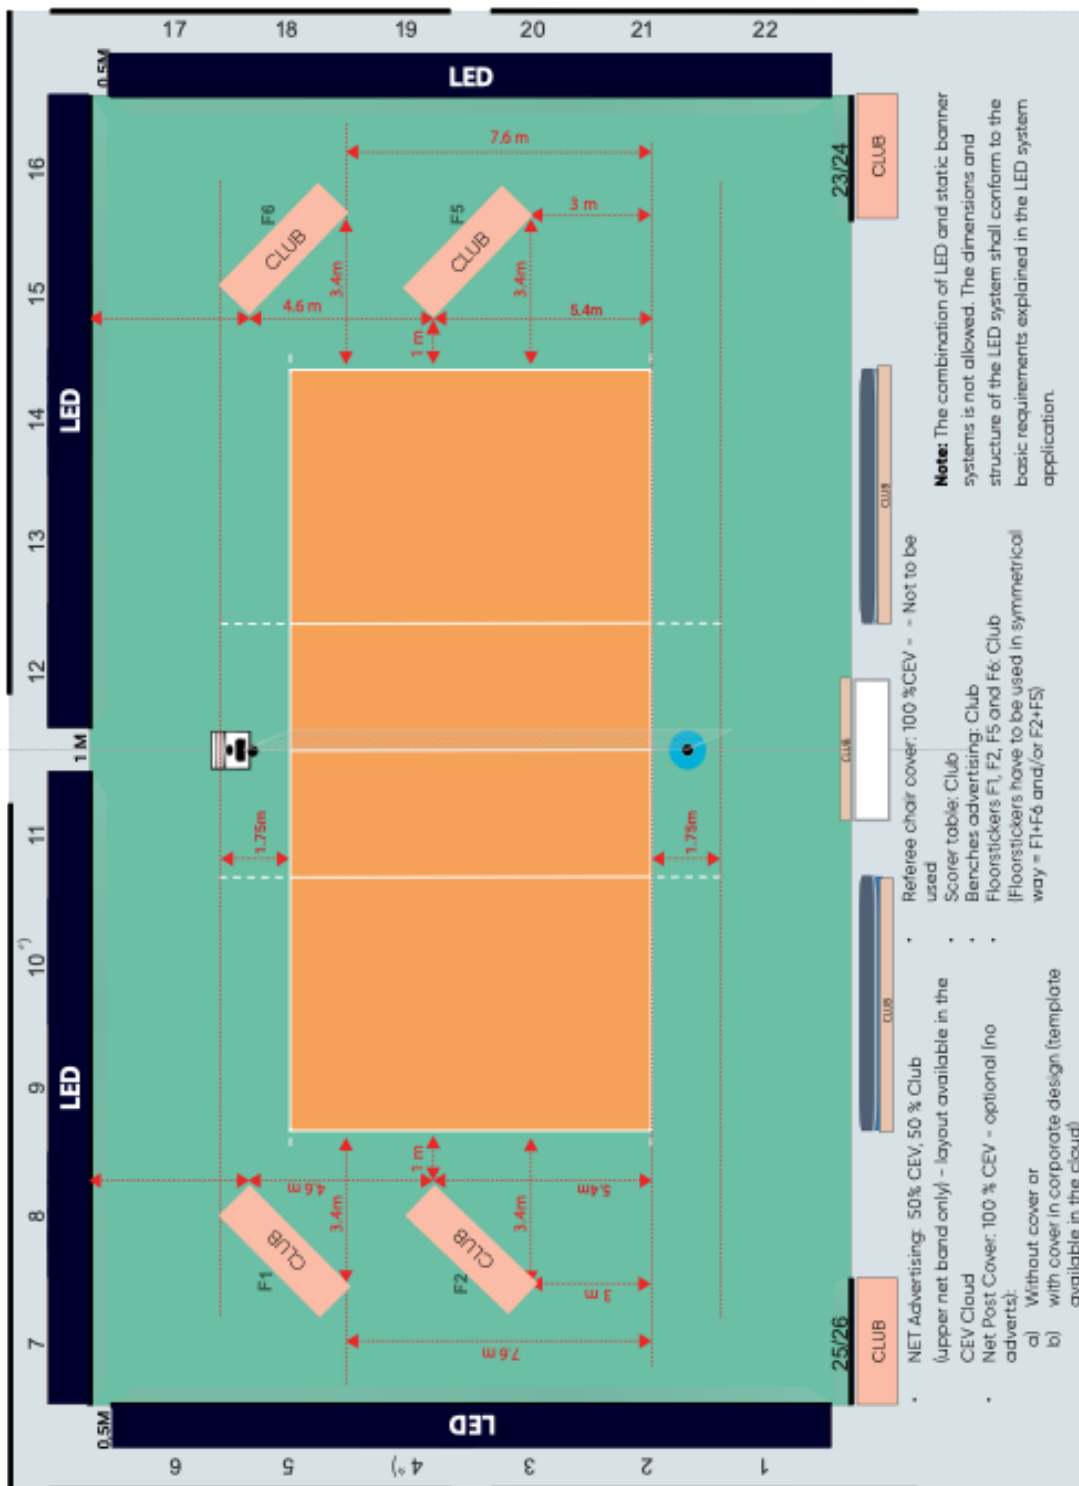 17 18 19 20 21 22
0.5M
LED
16
15
14
13
12
11
10 *)
9
8
7
LED
1 M
LED
7.6 m
F6
CLUB
F5
CLUB
3 m
3.4m
3.4m
4.6 m
5.4m
1 m
23/24
CLUB
CLUB
1.75m
1.75m
CLUB
CLUB
1 m
4.6 m
5.4m
3.4m
3.4m
CLUB
F1
CLUB
F2
3 m
7.6 m
25/26
CLUB
0.5M
LED
6 5 4 *) 3 2 1
• NET Advertising: 50% CEV, 50 % Club
(upper net band only) – layout available in the
CEV Cloud
• Net Post Cover: 100 % CEV – optional (no
adverts):
a) Without cover or
b) with cover in corporate design (template
available in the cloud)
• Referee chair cover: 100 %CEV – – Not to be
used
• Scorer table: Club
• Benches advertising: Club
• Floorstickers F1, F2, F5 and F6: Club
(Floorstickers have to be used in symmetrical
way = F1+F6 and/or F2+F5)
Note: The combination of LED and static banner
systems is not allowed. The dimensions and
structure of the LED system shall conform to the
basic requirements explained in the LED system
application.